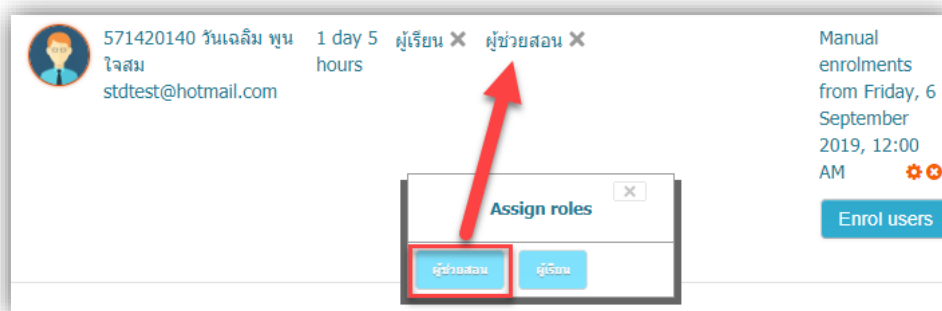 571420140 วันเฉลิม พูน
ใจสม
stdtest@hotmail.com
1 day 5
hours
ผู้เรียน ผู้ช่วยสอน
Manual
enrolments
from Friday, 6
September
2019, 12:00
AM
Enrol users
Assign roles
ผู้ช่วยสอน ผู้เรียน